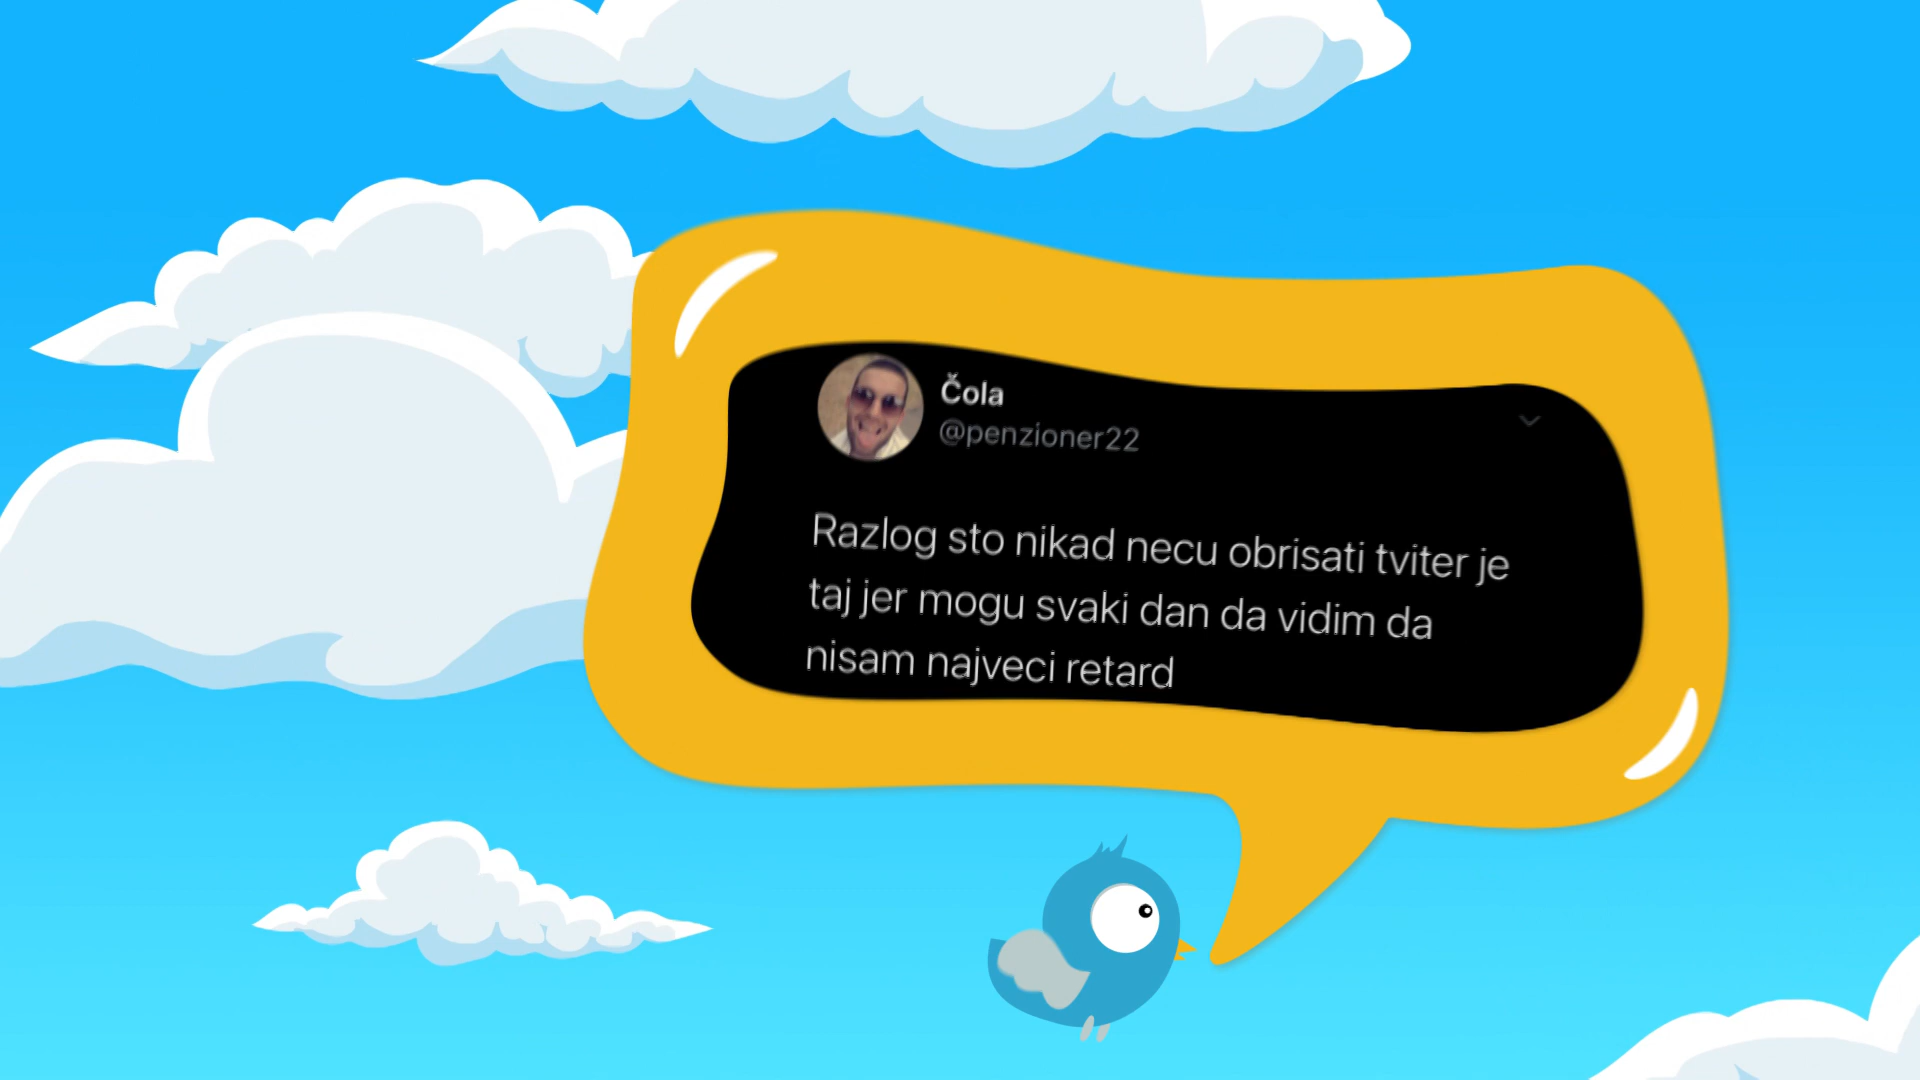 Čola
@penzioner22
Razlog sto nikad necu obrisati tviter je
taj jer mogu svaki dan da vidim da
nisam najveci retard